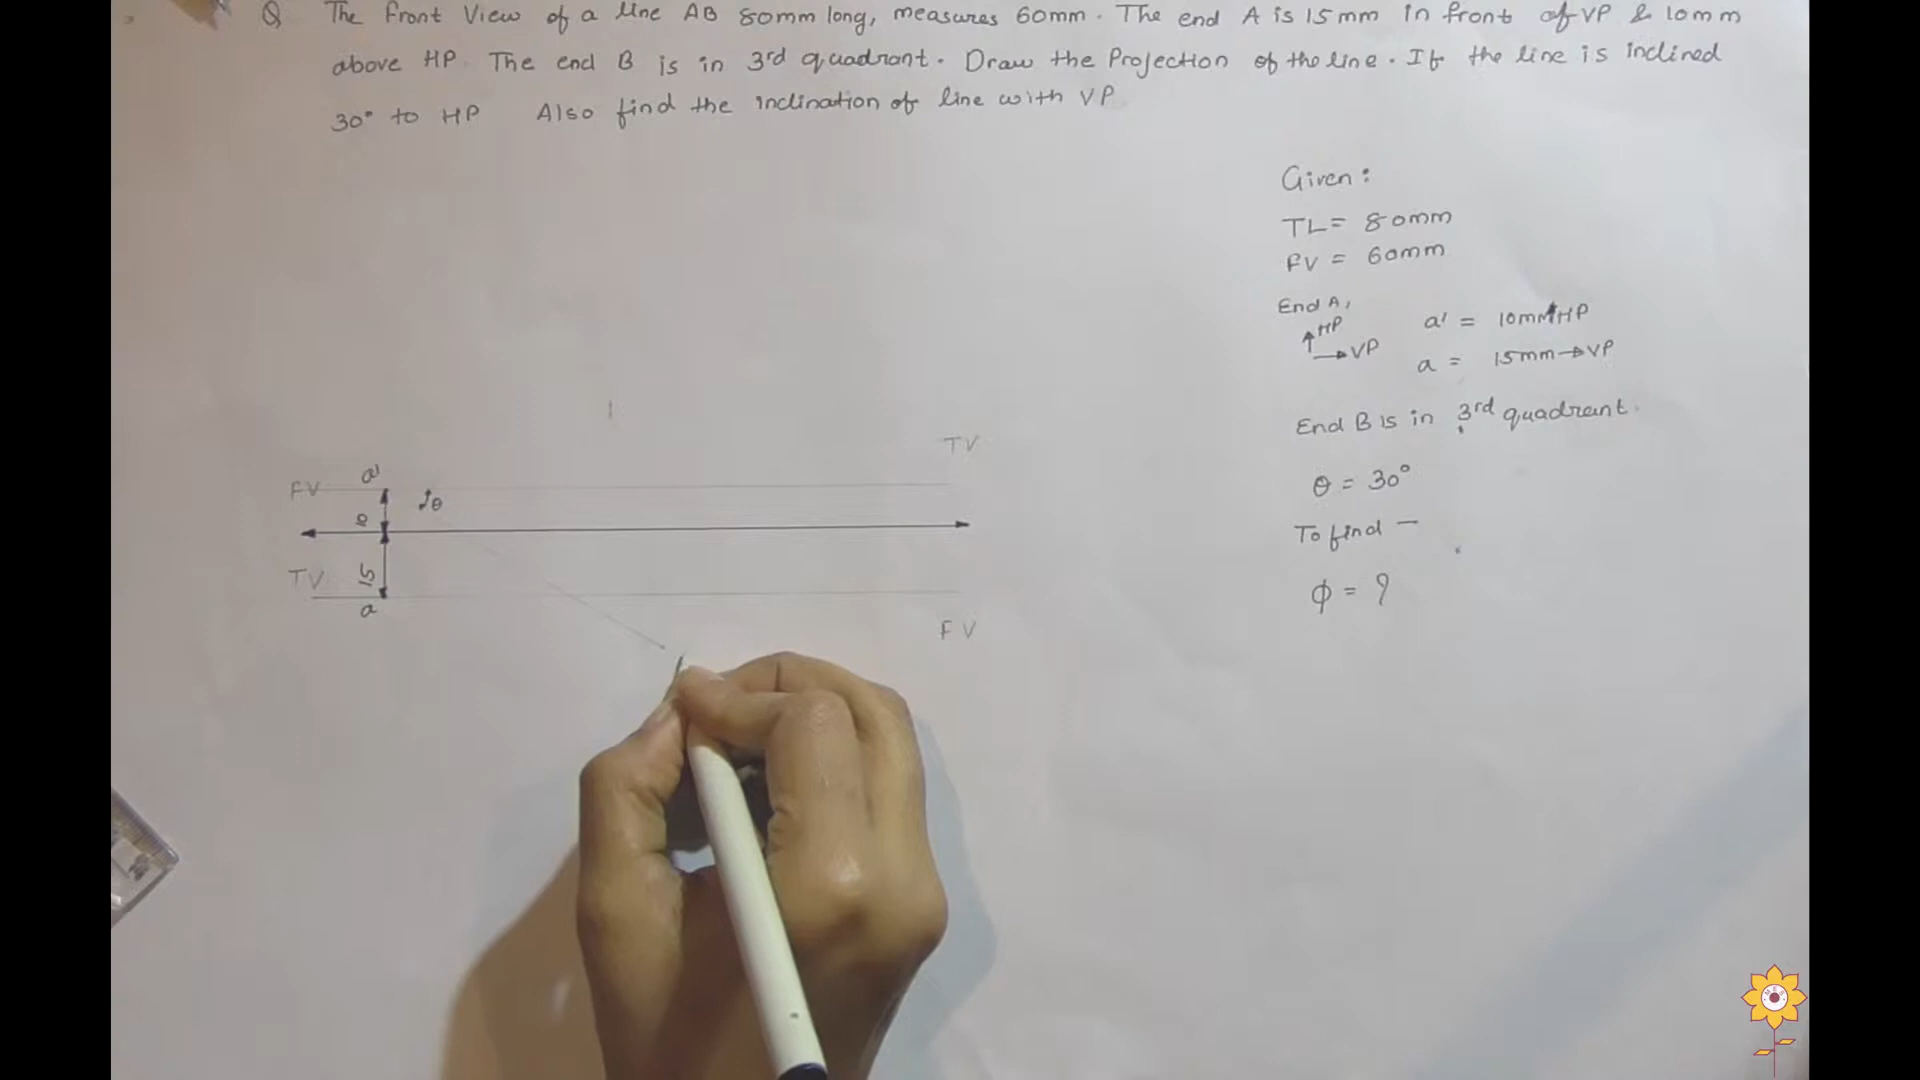 Q The Front View of a line AB 80mm long, measures 60mm. The end A is 15mm in front of VP & 10mm
above HP. The end B is in 3rd quadrant. Draw the Projection of the line. If the line is inclined
30° to HP Also find the inclination of line with VP
Given:
TL = 80mm
FV = 60mm
End A,
↑HP
→VP
a' = 10mm↑HP
a = 15mm→VP
End B is in 3rd quadrant.
θ = 30°
To find —
ϕ = ?
TV
FV a'
10
θ
TV 15
a
FV